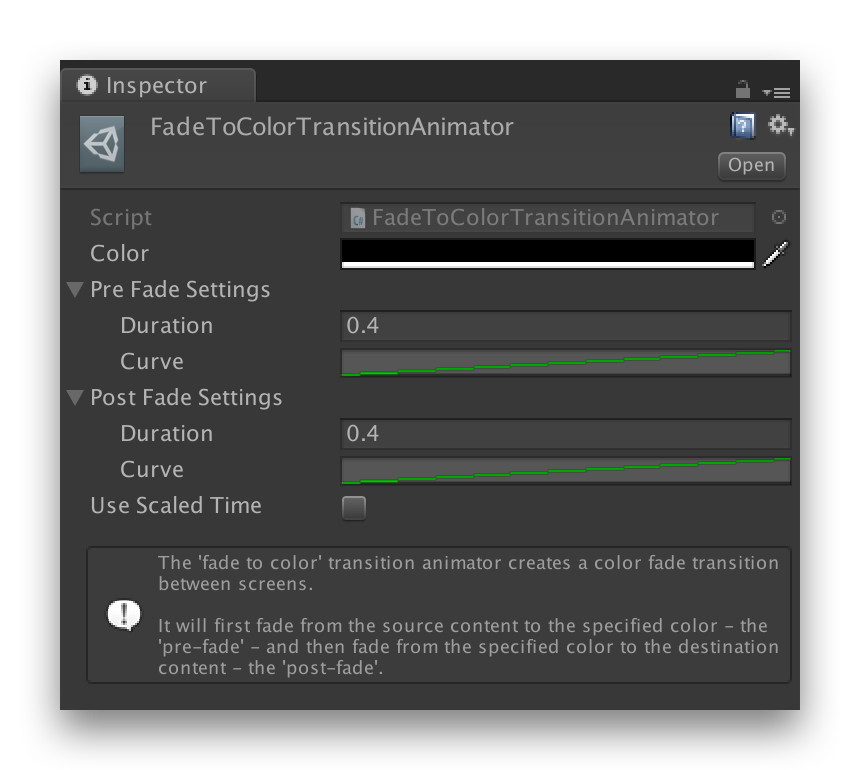 Inspector
FadeToColorTransitionAnimator
Open
Script
C# FadeToColorTransitionAnimator
Color
Pre Fade Settings
Duration 0.4
Curve
Post Fade Settings
Duration 0.4
Curve
Use Scaled Time
The 'fade to color' transition animator creates a color fade transition
between screens.
It will first fade from the source content to the specified color – the
'pre-fade' – and then fade from the specified color to the destination
content – the 'post-fade'.